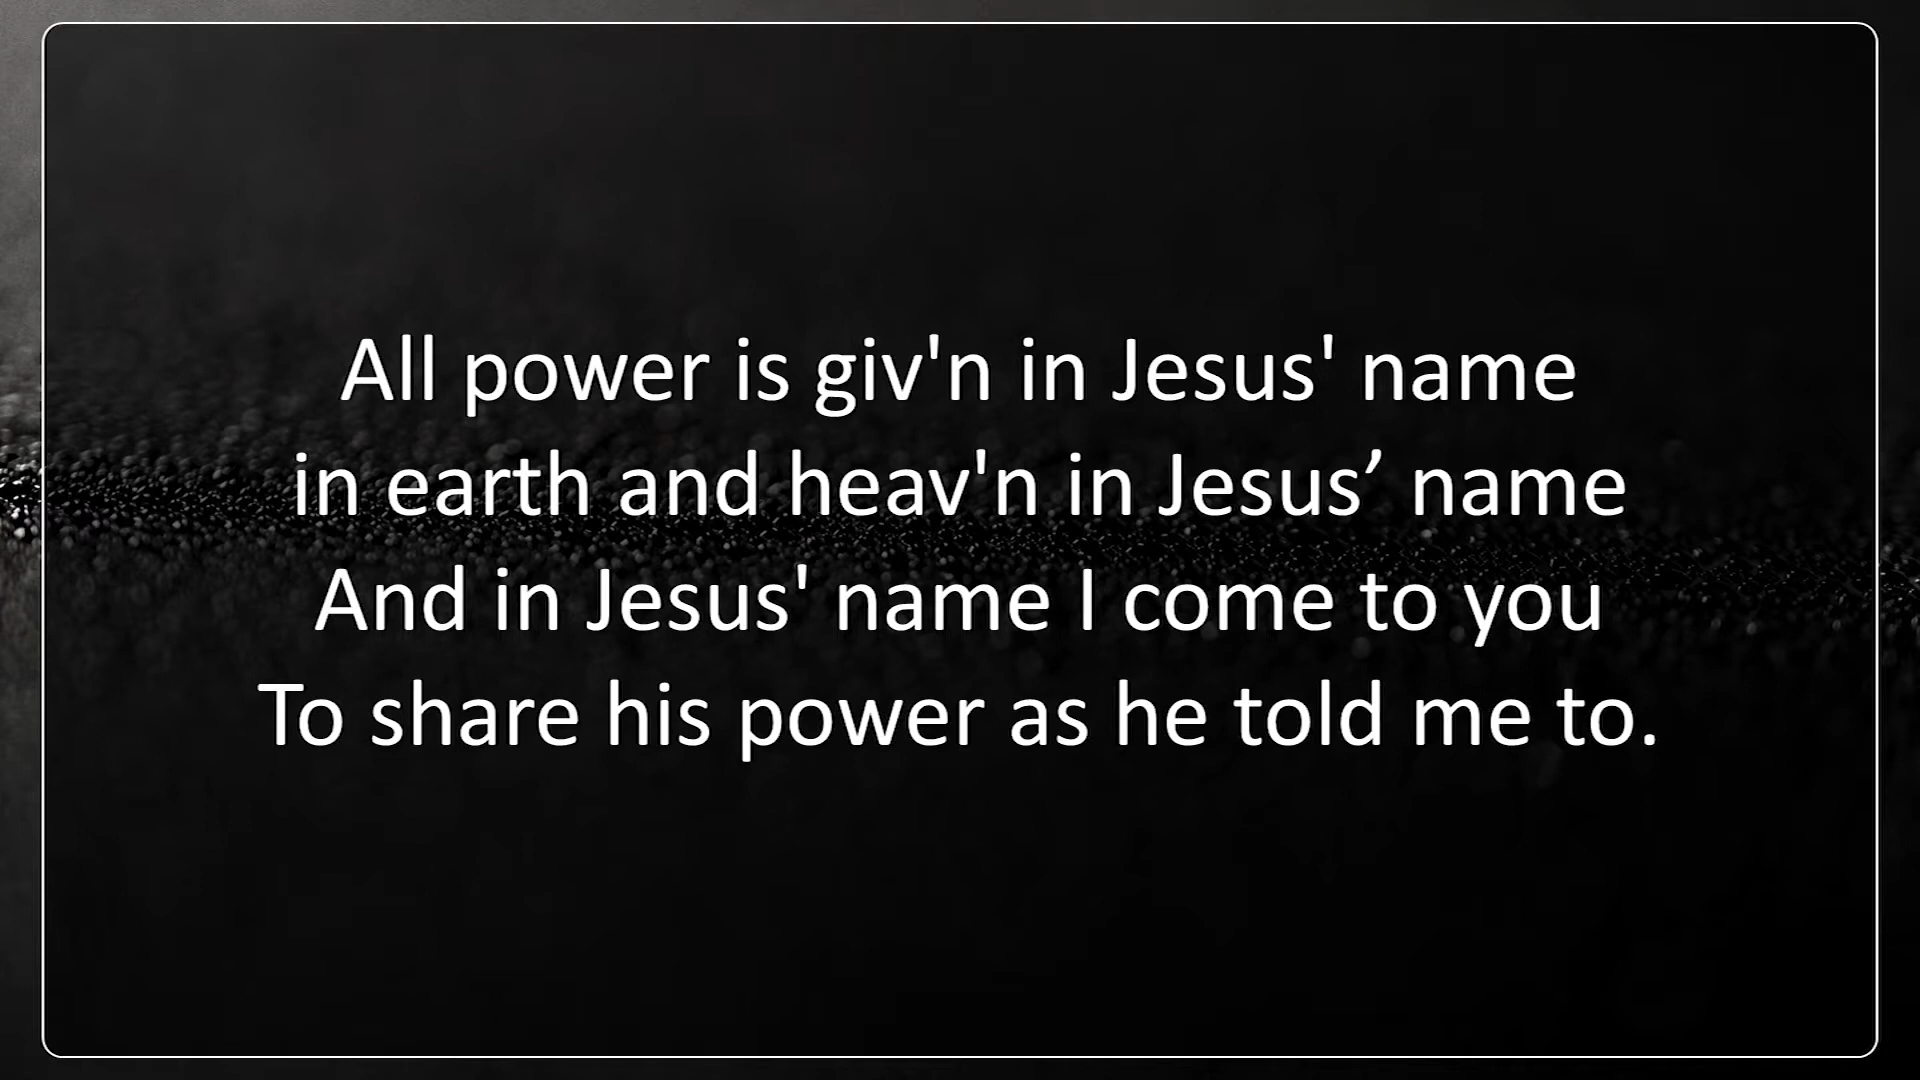 All power is giv'n in Jesus' name
in earth and heav'n in Jesus’ name
And in Jesus' name I come to you
To share his power as he told me to.